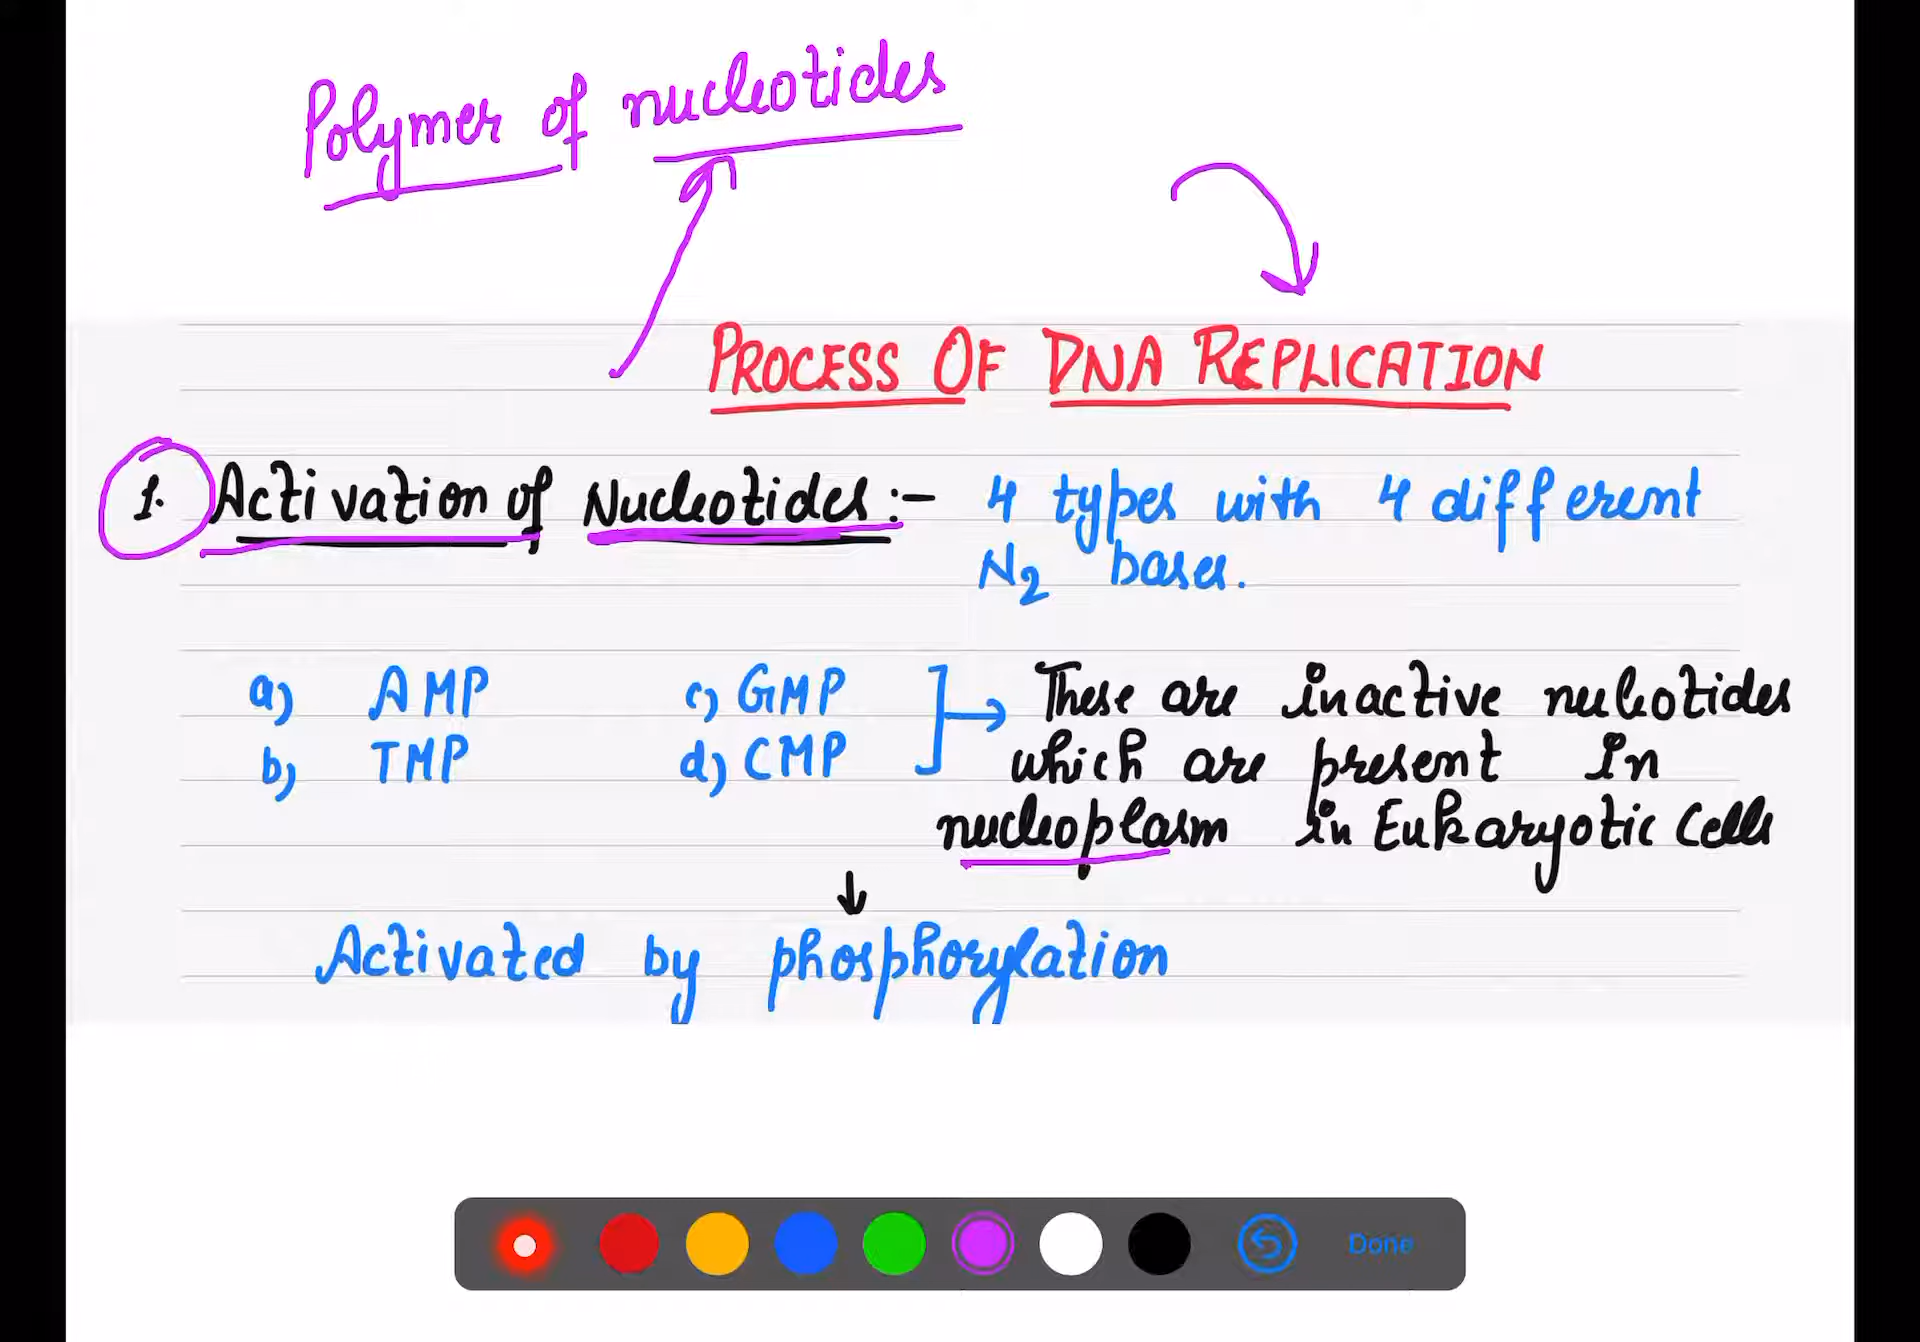 Polymer of nucleotides
PROCESS OF DNA REPLICATION
1. Activation of Nucleotides :- 4 types with 4 different
N2 bases.
a) AMP c) GMP These are inactive nucleotides
b) TMP d) CMP which are present in
nucleoplasm in Eukaryotic Cells
Activated by phosphorylation
Done